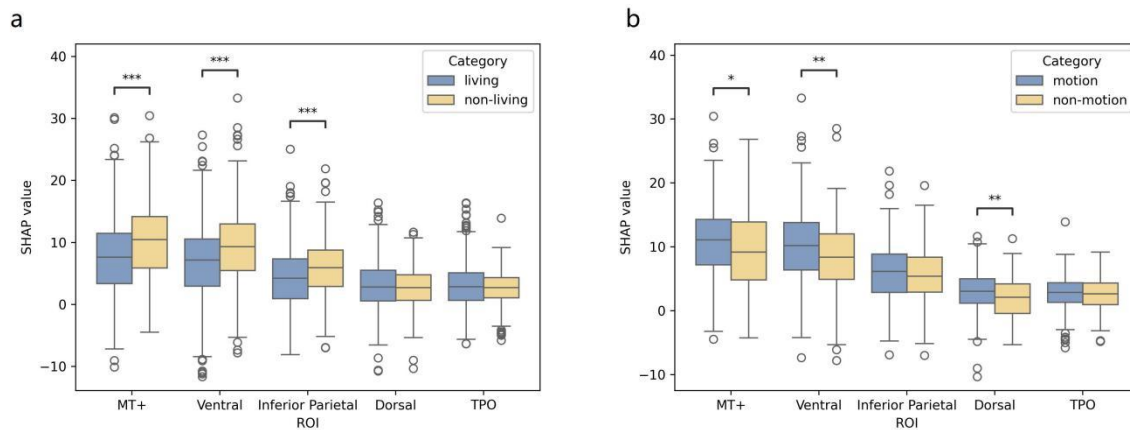 a
SHAP value
40
30
20
10
0
−10
***
***
***
Category
living
non-living
MT+ Ventral Inferior Parietal Dorsal TPO
ROI
b
SHAP value
40
30
20
10
0
−10
*
**
**
Category
motion
non-motion
MT+ Ventral Inferior Parietal Dorsal TPO
ROI